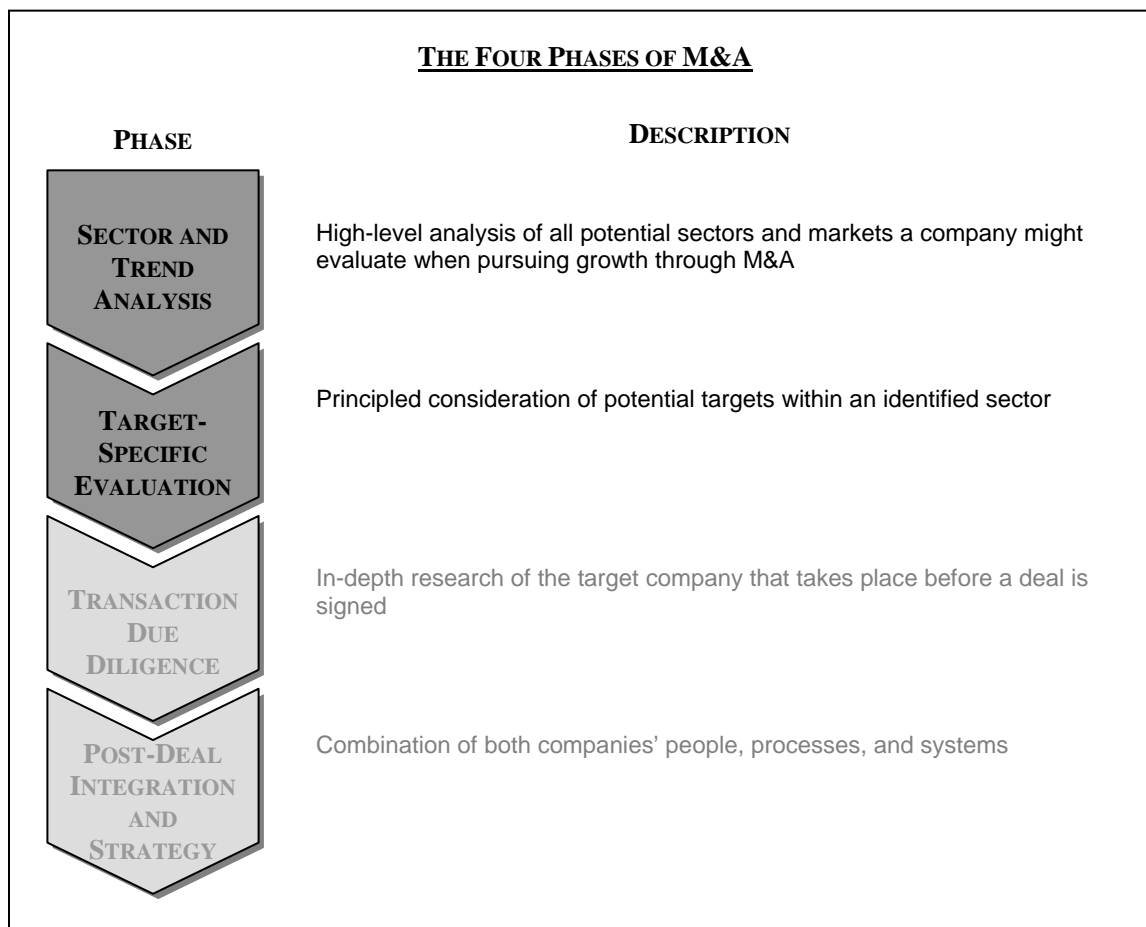 THE FOUR PHASES OF M&A
PHASE
DESCRIPTION
SECTOR AND
TREND
ANALYSIS
High-level analysis of all potential sectors and markets a company might
evaluate when pursuing growth through M&A
TARGET-
SPECIFIC
EVALUATION
Principled consideration of potential targets within an identified sector
TRANSACTION
DUE
DILIGENCE
In-depth research of the target company that takes place before a deal is
signed
POST-DEAL
INTEGRATION
AND
STRATEGY
Combination of both companies’ people, processes, and systems